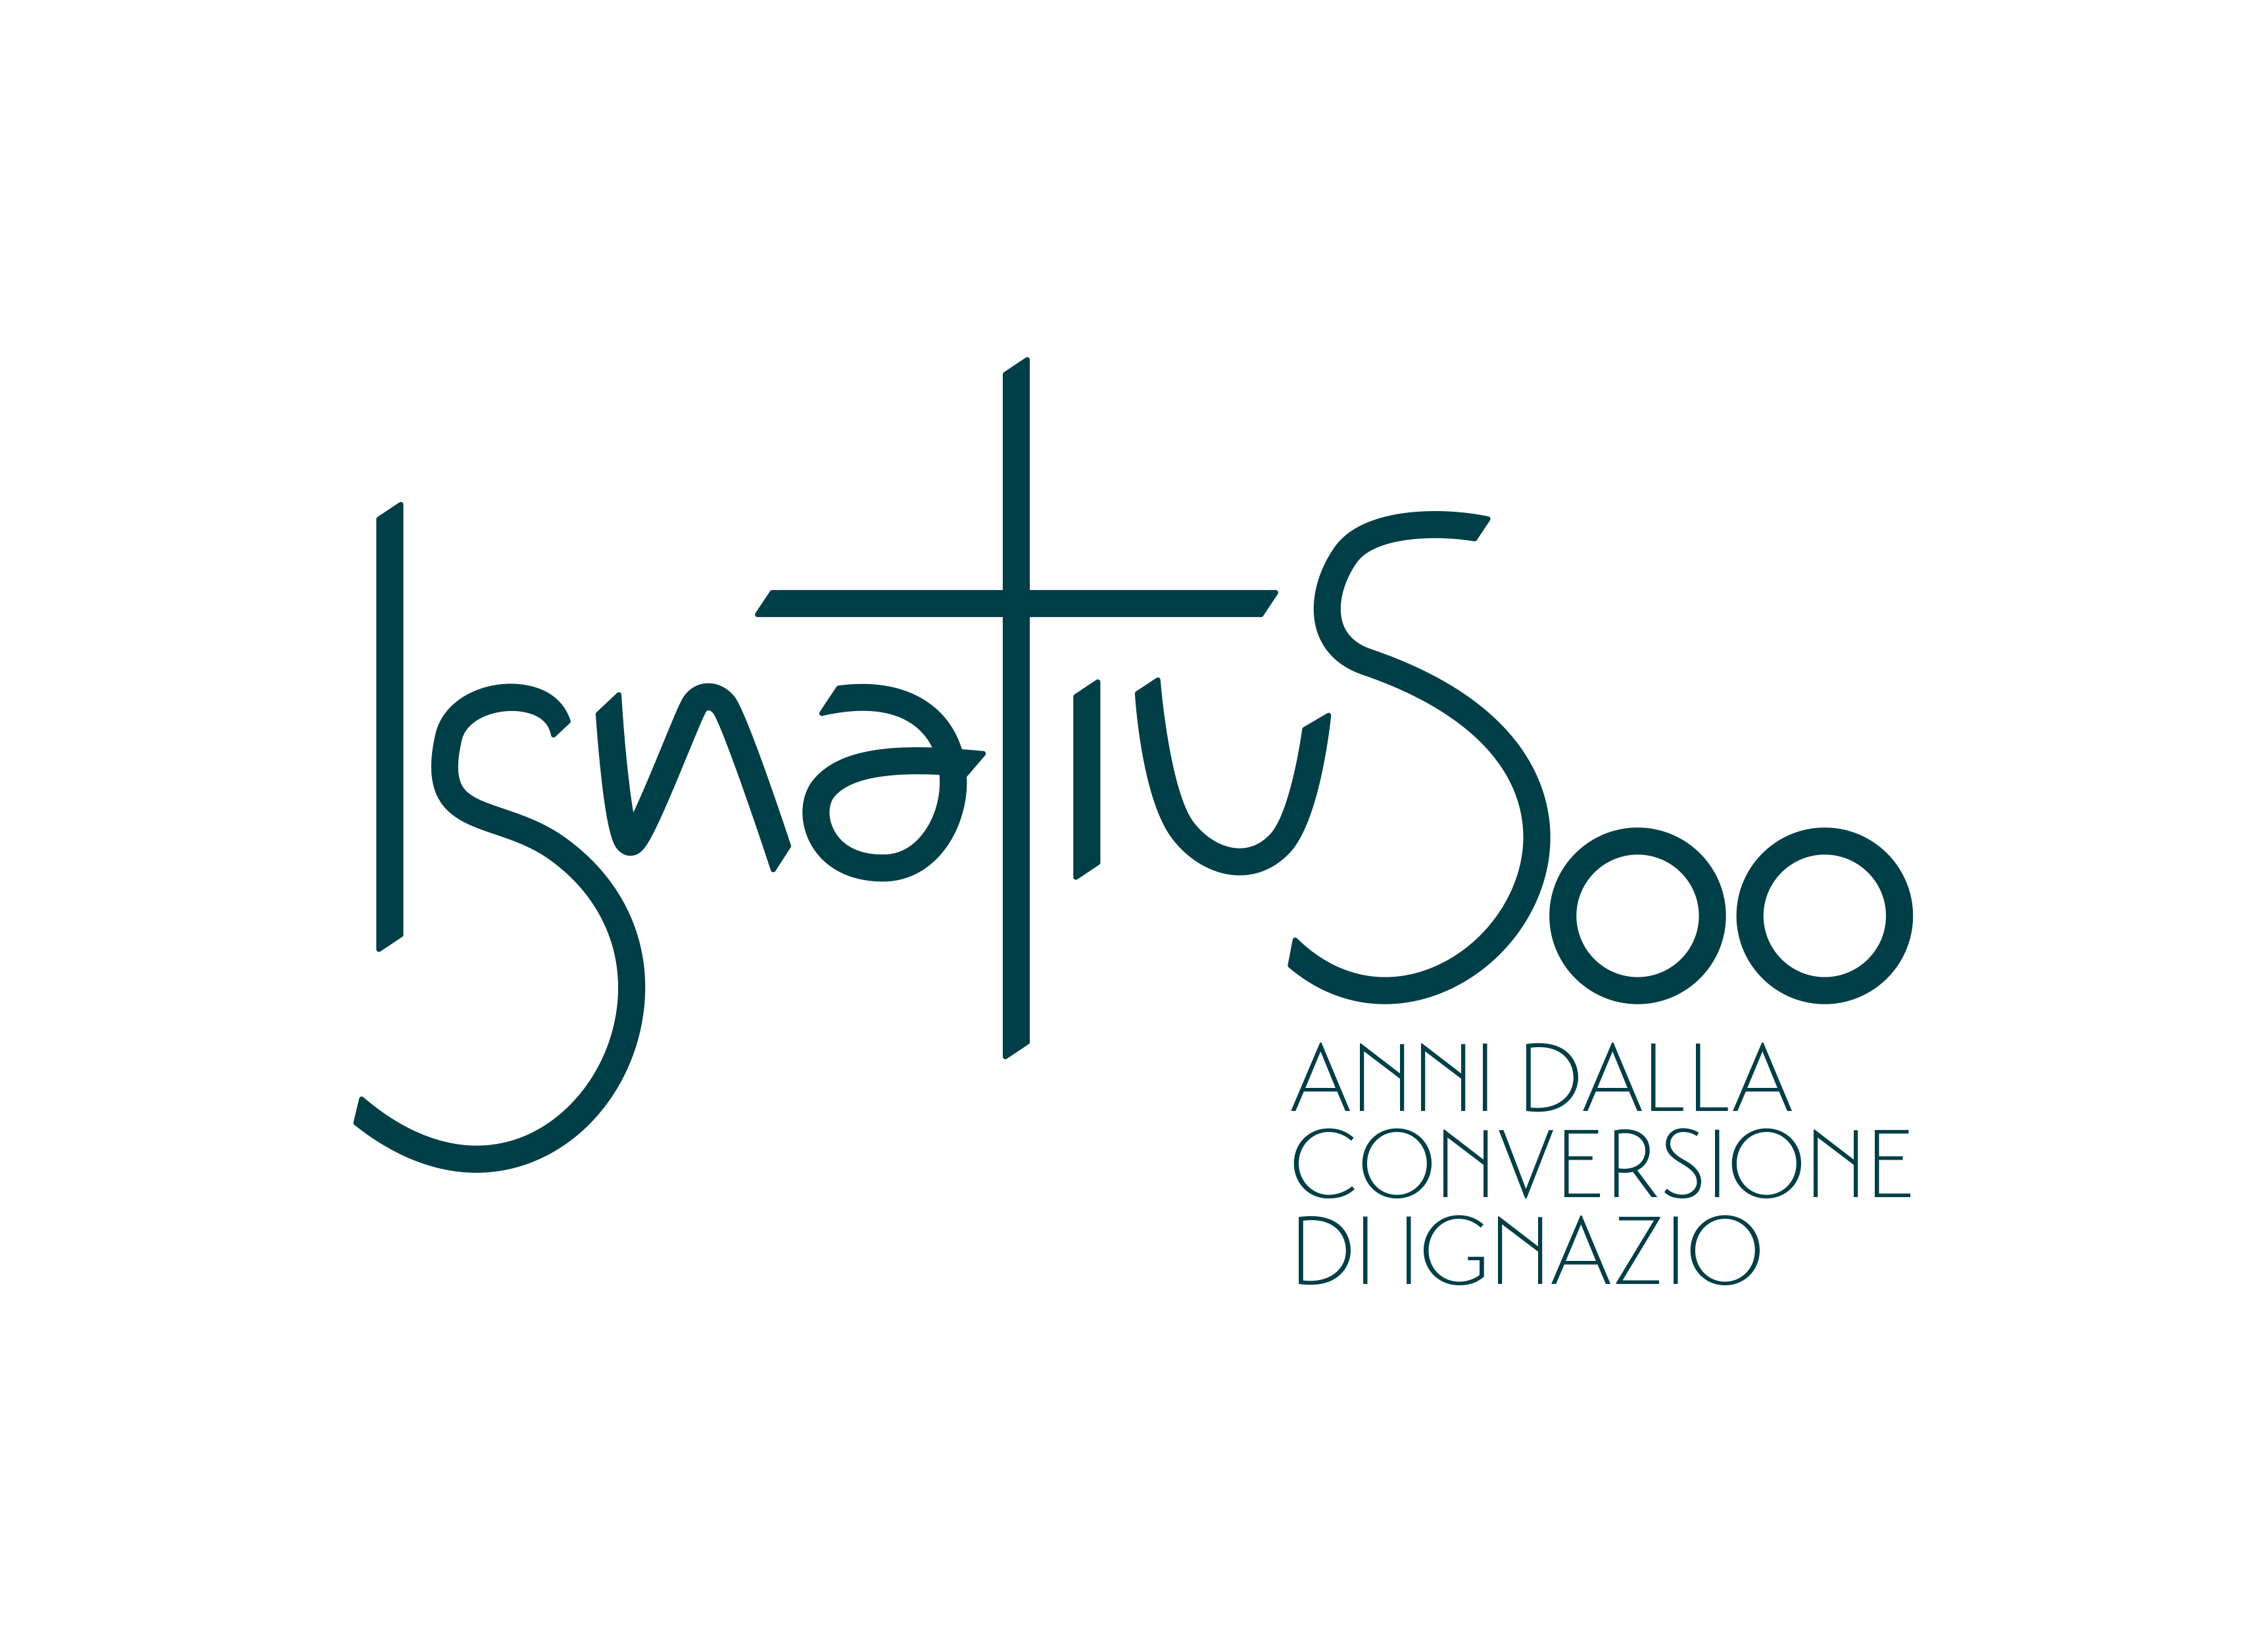 Ignatius500
ANNI DALLA
CONVERSIONE
DI IGNAZIO